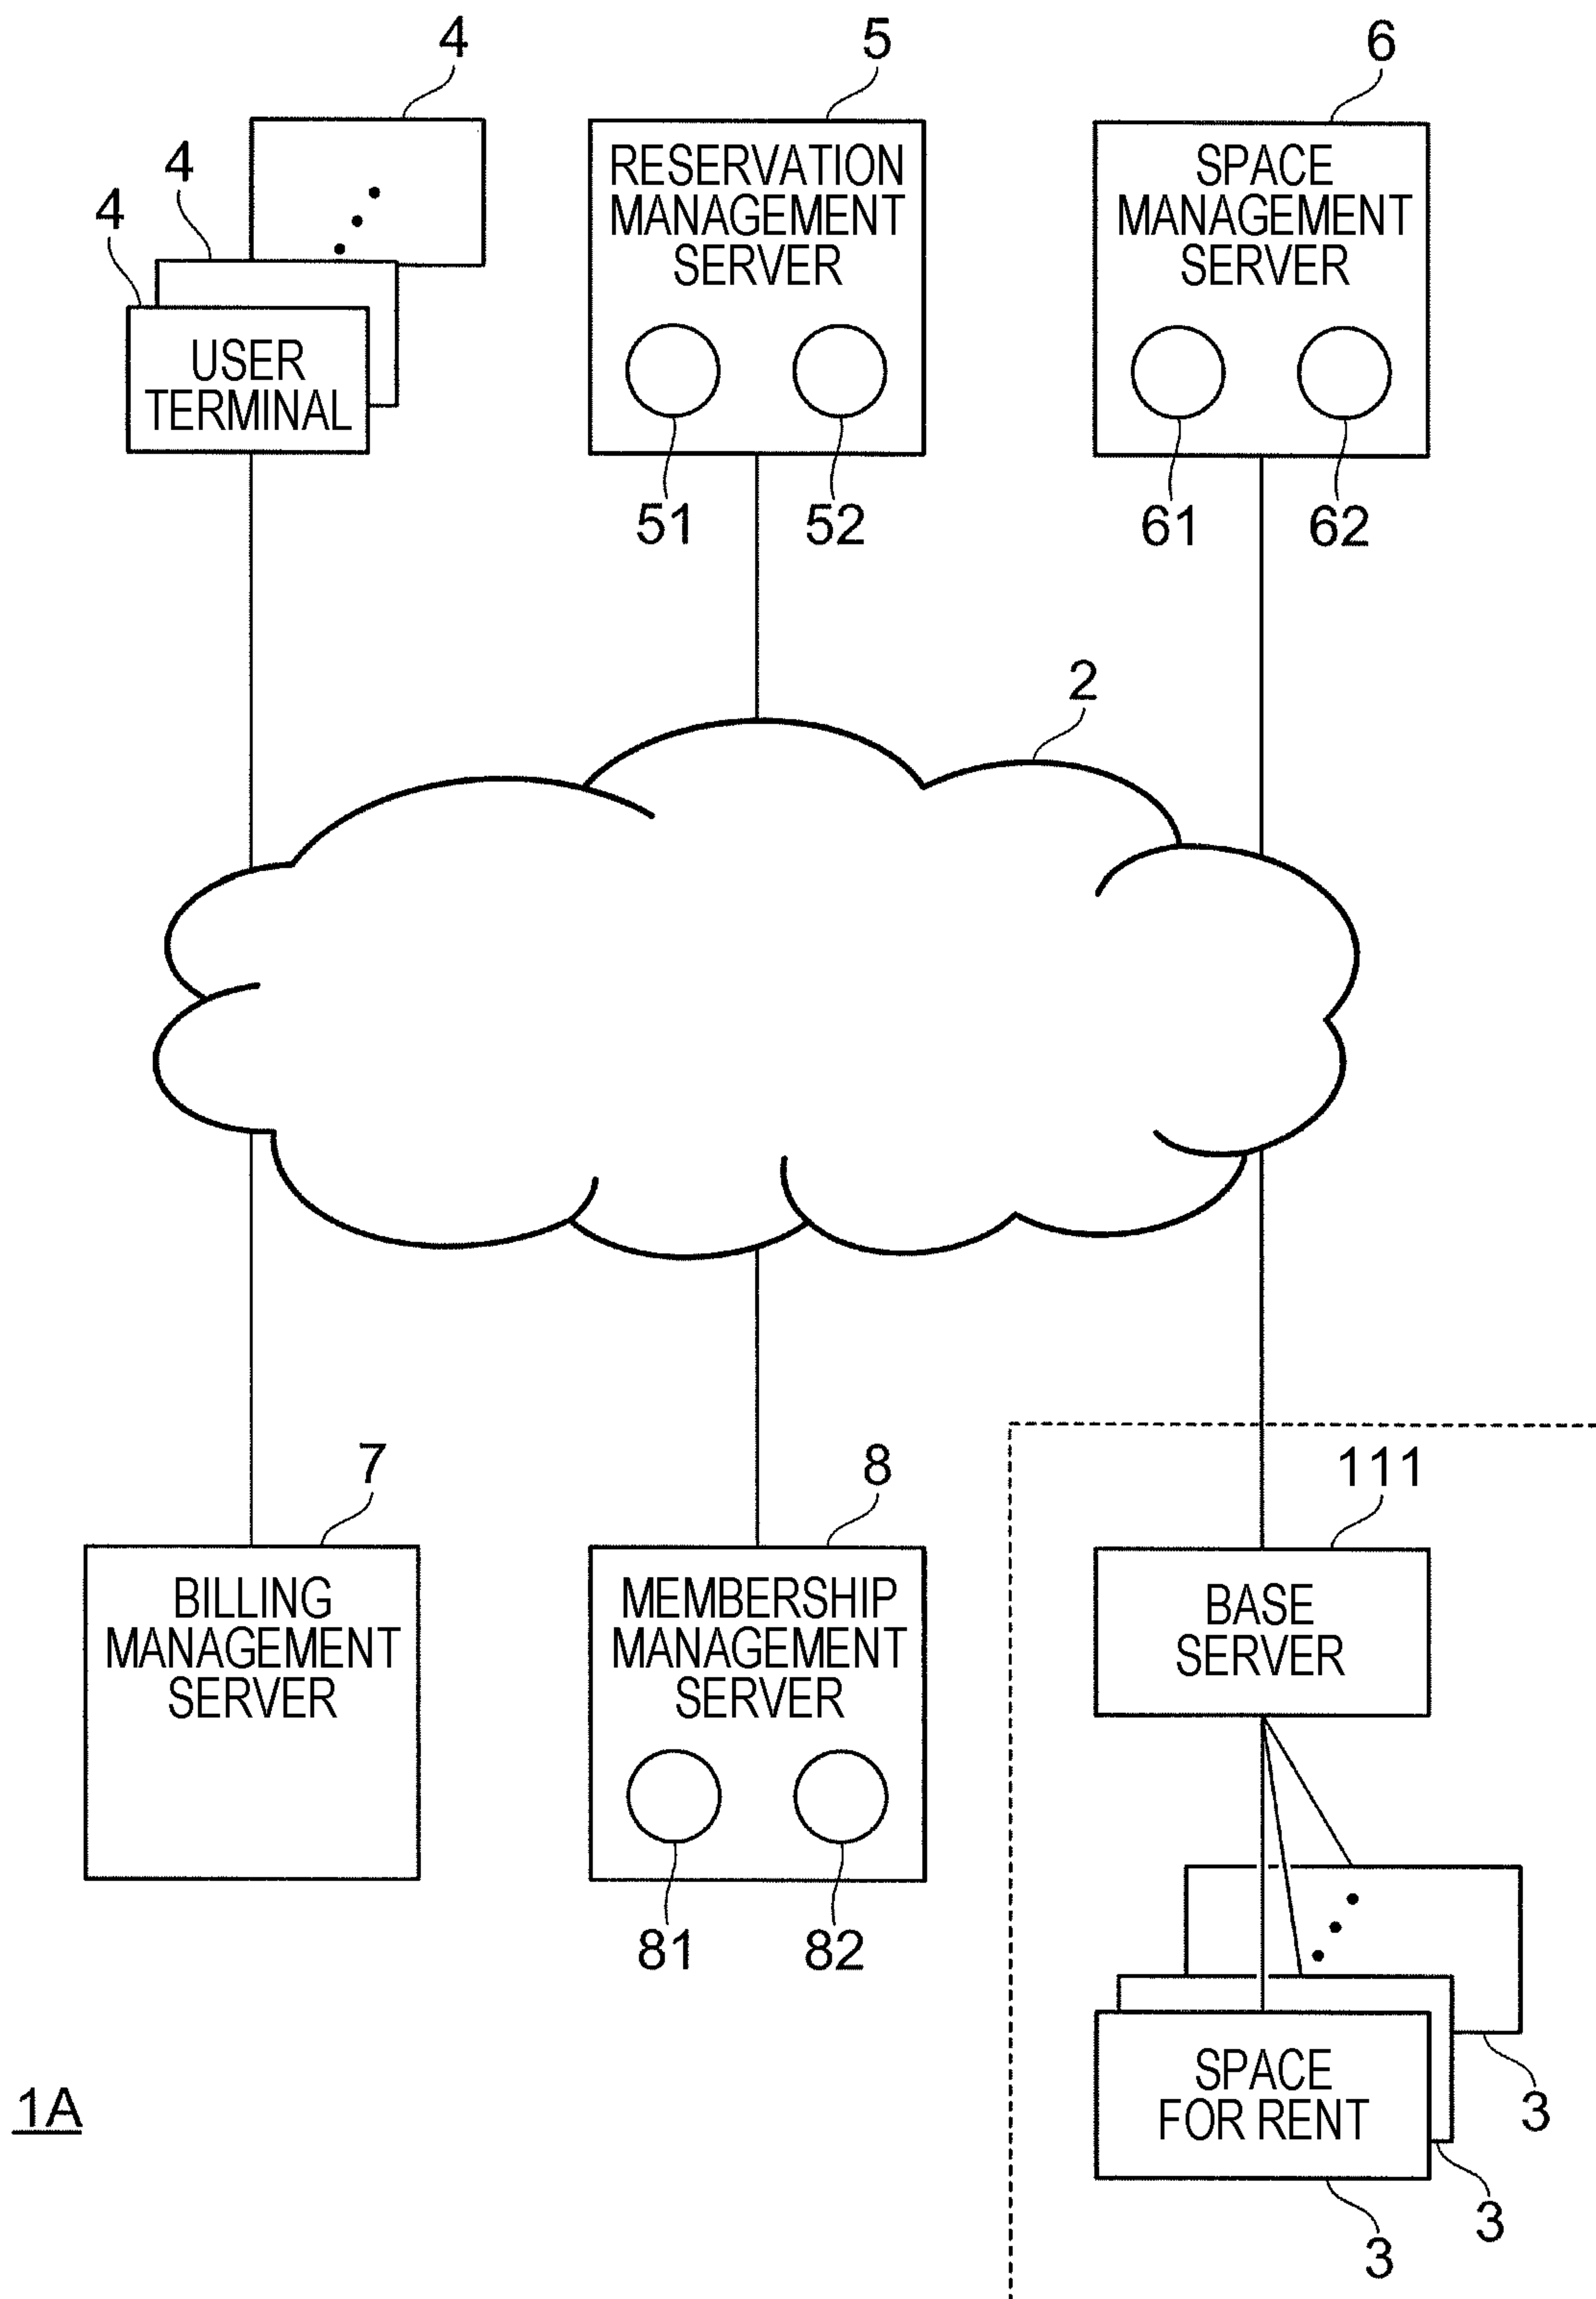 4
5
6
4
4
RESERVATION
MANAGEMENT
SERVER
SPACE
MANAGEMENT
SERVER
USER
TERMINAL
51
52
61
62
2
7
8
111
BILLING
MANAGEMENT
SERVER
MEMBERSHIP
MANAGEMENT
SERVER
BASE
SERVER
81
82
SPACE
FOR RENT
1A
3
3
3